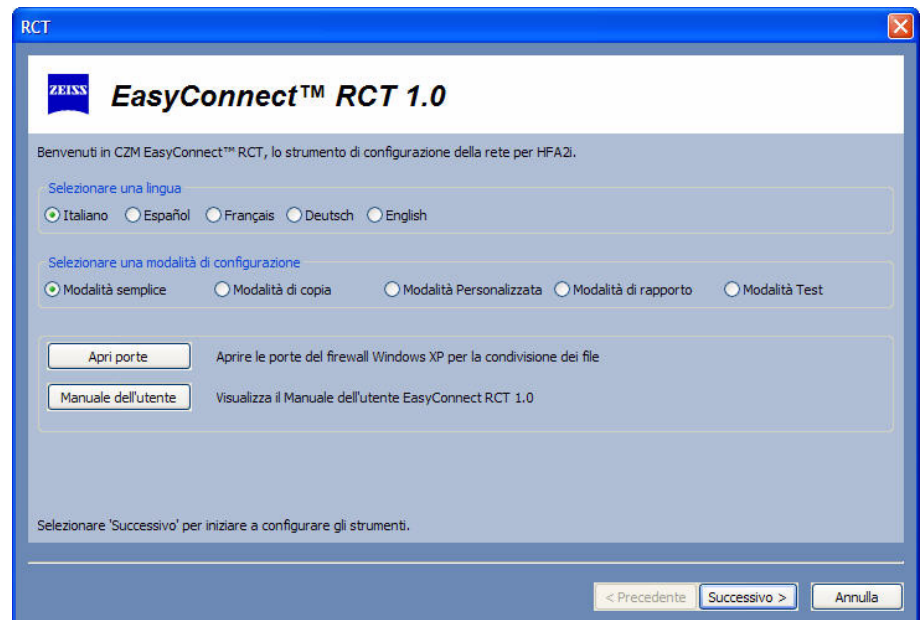 RCT
ZEISS
EasyConnect™ RCT 1.0
Benvenuti in CZM EasyConnect™ RCT, lo strumento di configurazione della rete per HFA2i.
Selezionare una lingua
Italiano Español Français Deutsch English
Selezionare una modalità di configurazione
Modalità semplice Modalità di copia Modalità Personalizzata Modalità di rapporto Modalità Test
Apri porte Aprire le porte del firewall Windows XP per la condivisione dei file
Manuale dell'utente Visualizza il Manuale dell'utente EasyConnect RCT 1.0
Selezionare 'Successivo' per iniziare a configurare gli strumenti.
< Precedente Successivo > Annulla